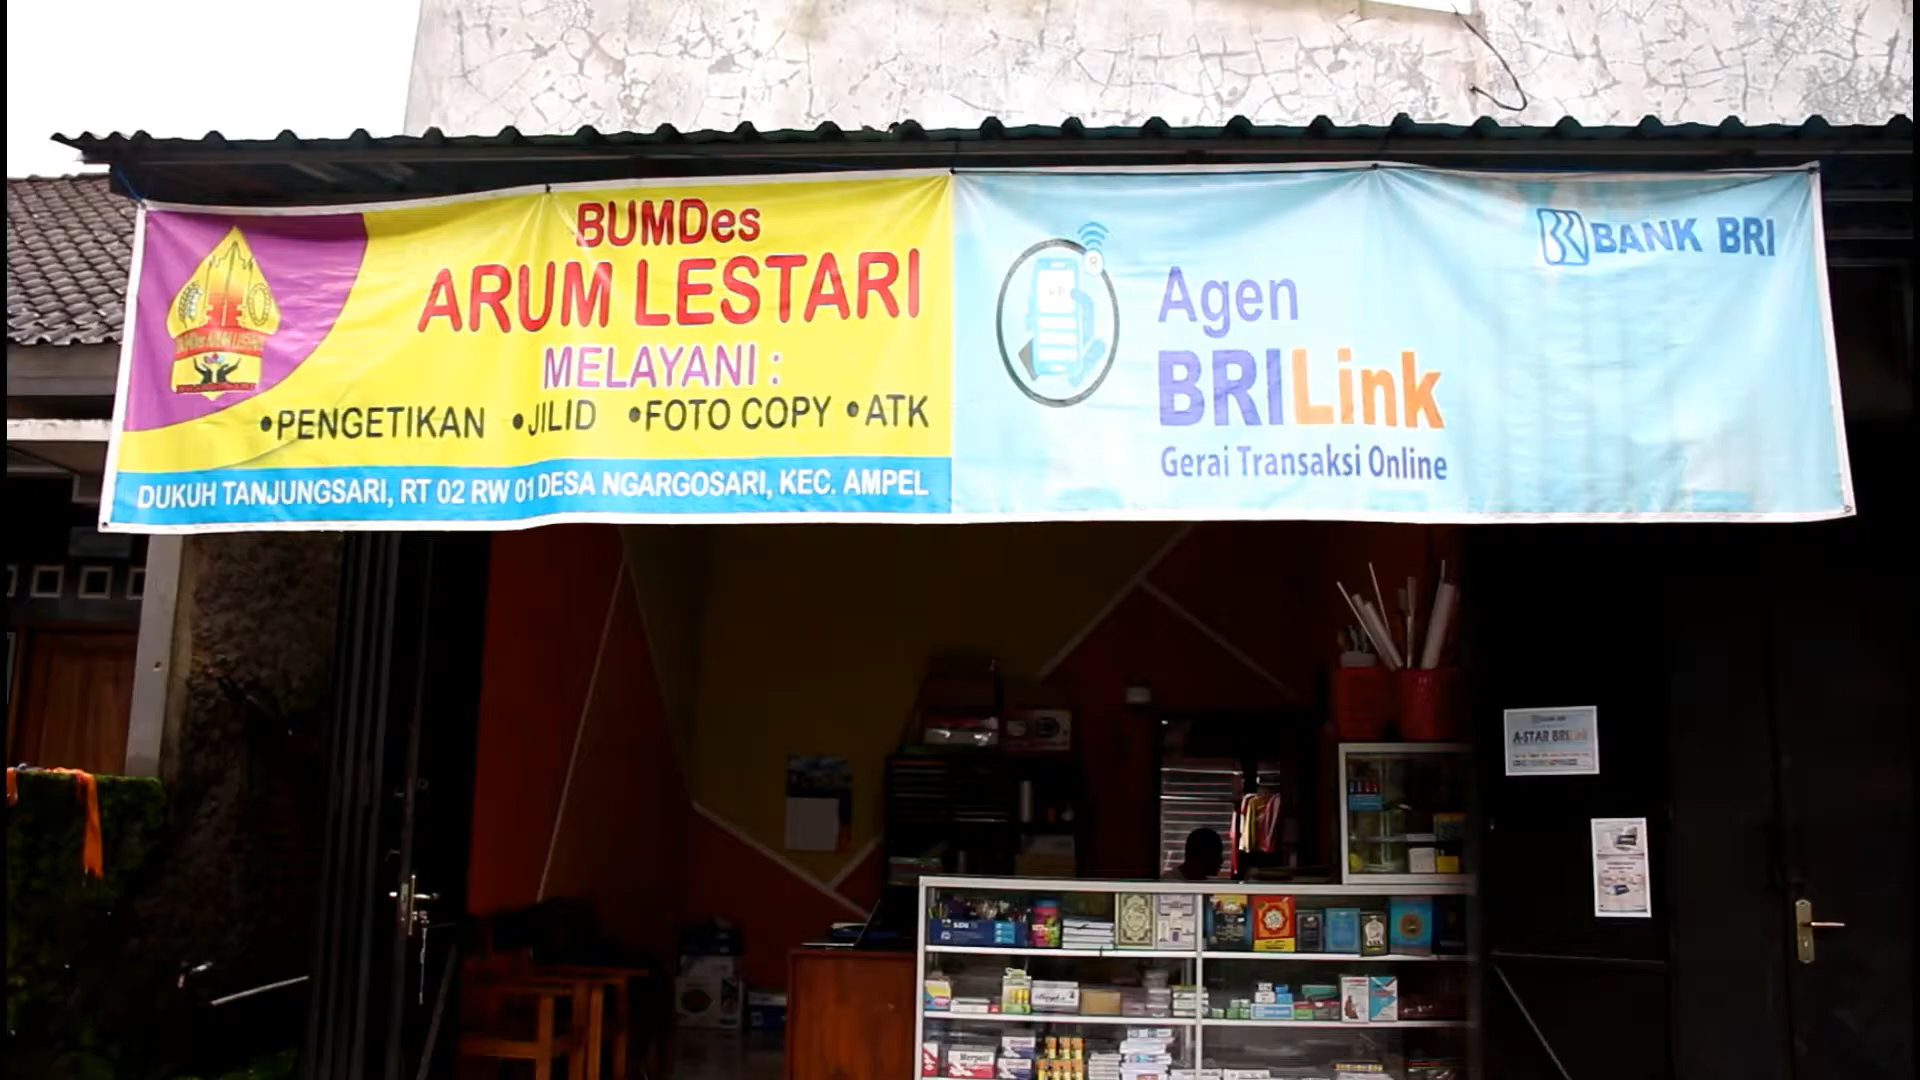 BUMDes
ARUM LESTARI
MELAYANI :
•PENGETIKAN •JILID •FOTO COPY •ATK
DUKUH TANJUNGSARI, RT 02 RW 01 DESA NGARGOSARI, KEC. AMPEL
BANK BRI
Agen
BRILink
Gerai Transaksi Online
A-STAR BRILink